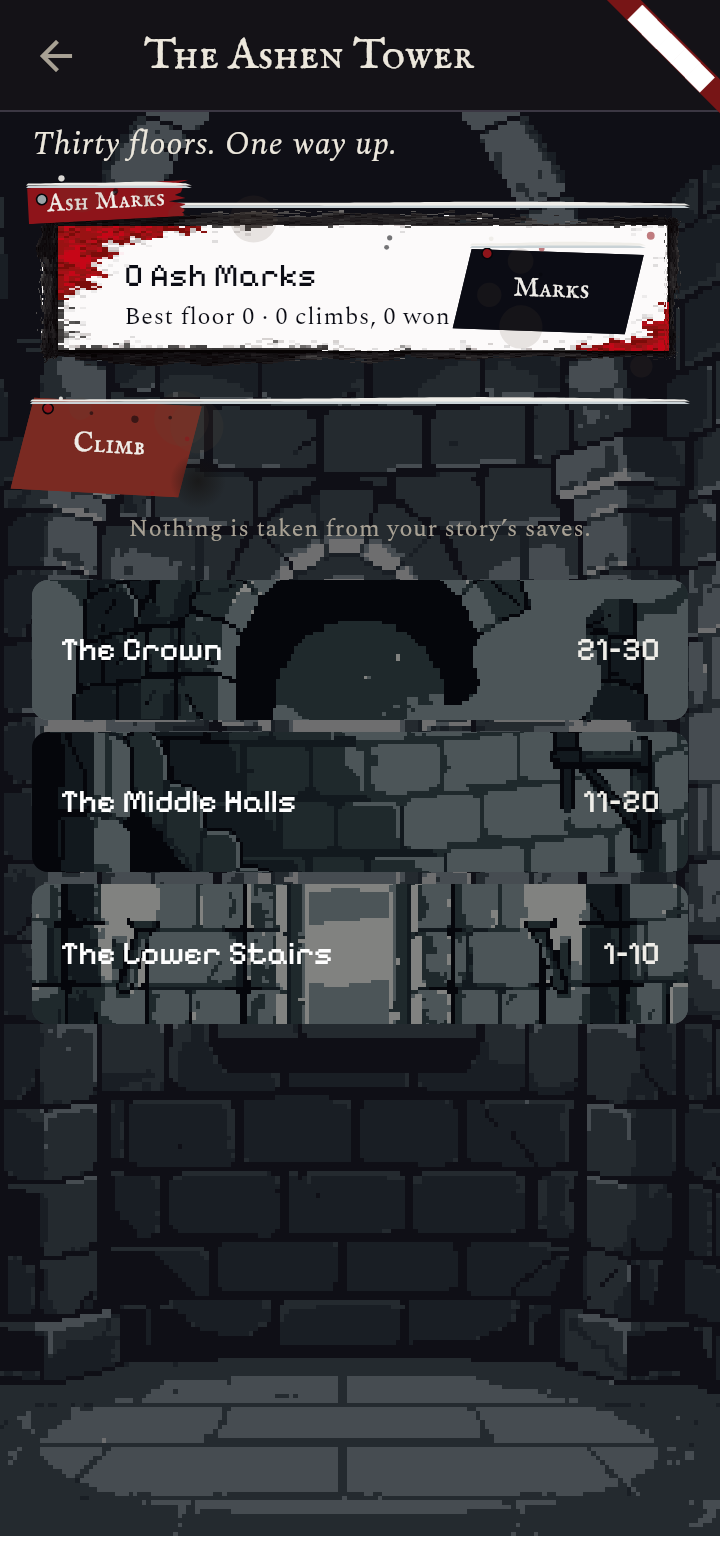 The Ashen Tower
Thirty floors. One way up.
Ash Marks
0 Ash Marks
Best floor 0 · 0 climbs, 0 won
Marks
Climb
Nothing is taken from your story's saves.
The Crown 21-30
The Middle Halls 11-20
The Lower Stairs 1-10